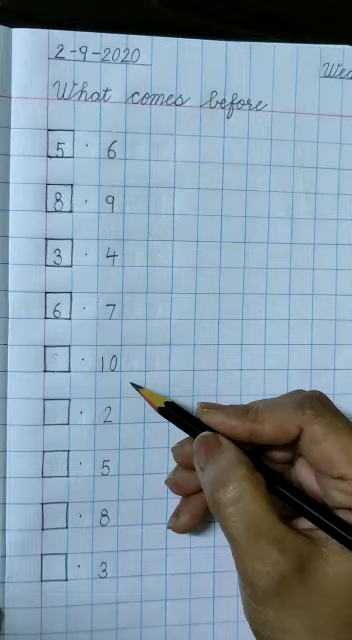 2-9-2020
Wed
What comes before
5 . 6
8 . 9
3 . 4
6 . 7
. 10
. 2
. 5
. 8
. 3